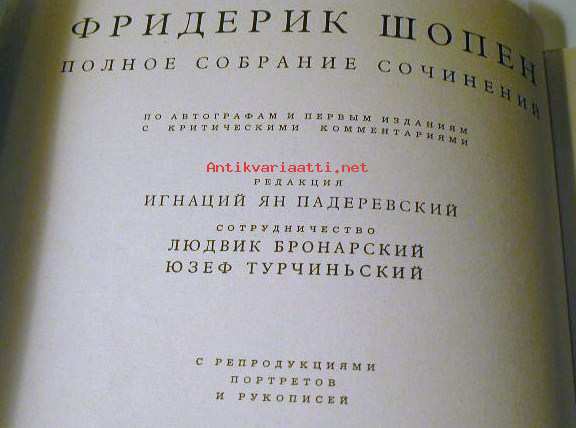 ФРИДЕРИК ШОПЕН
ПОЛНОЕ СОБРАНИЕ СОЧИНЕНИЙ
ПО АВТОГРАФАМ И ПЕРВЫМ ИЗДАНИЯМ
С КРИТИЧЕСКИМИ КОММЕНТАРИЯМИ
Antikvariaatti.net
РЕДАКЦИЯ
ИГНАЦИЙ ЯН ПАДЕРЕВСКИЙ
СОТРУДНИЧЕСТВО
ЛЮДВИК БРОНАРСКИЙ
ЮЗЕФ ТУРЧИНЬСКИЙ
С РЕПРОДУКЦИЯМИ
ПОРТРЕТОВ
И РУКОПИСЕЙ